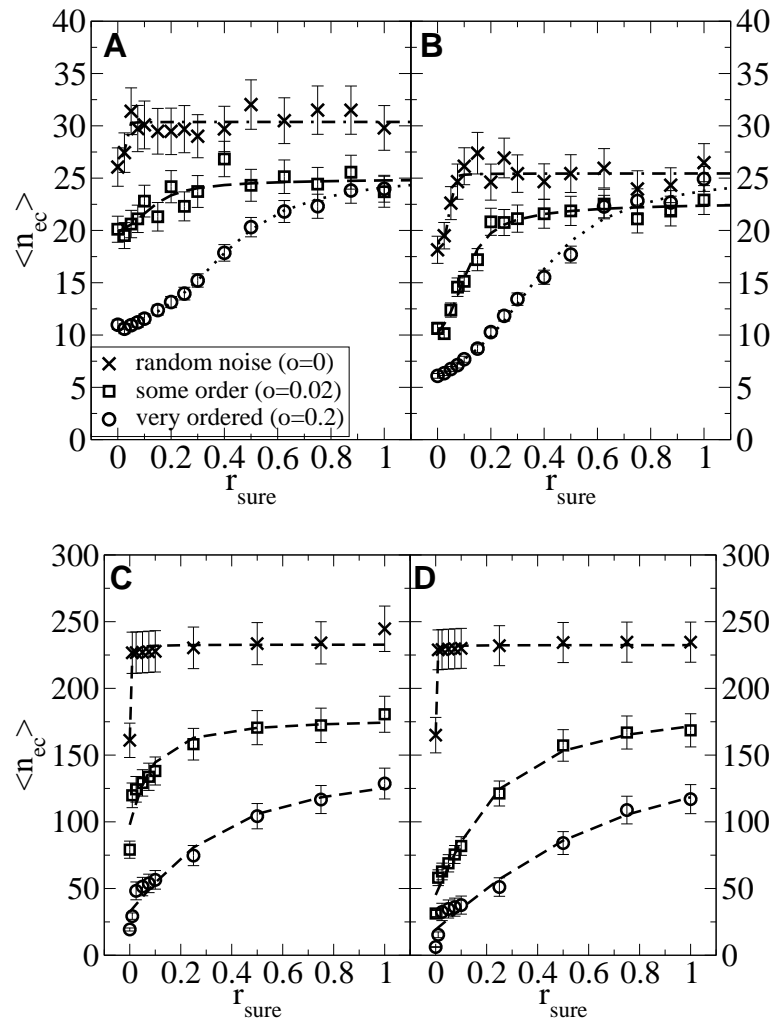 A
B
40
35
30
25
20
15
10
5
0
40
35
30
25
20
15
10
5
0
<n_ec>
random noise (o=0)
some order (o=0.02)
very ordered (o=0.2)
0 0.2 0.4 0.6 0.8 1
0 0.2 0.4 0.6 0.8 1
r_sure
r_sure
C
D
300
250
200
150
100
50
0
300
250
200
150
100
50
0
<n_ec>
0 0.2 0.4 0.6 0.8 1
0 0.2 0.4 0.6 0.8 1
r_sure
r_sure